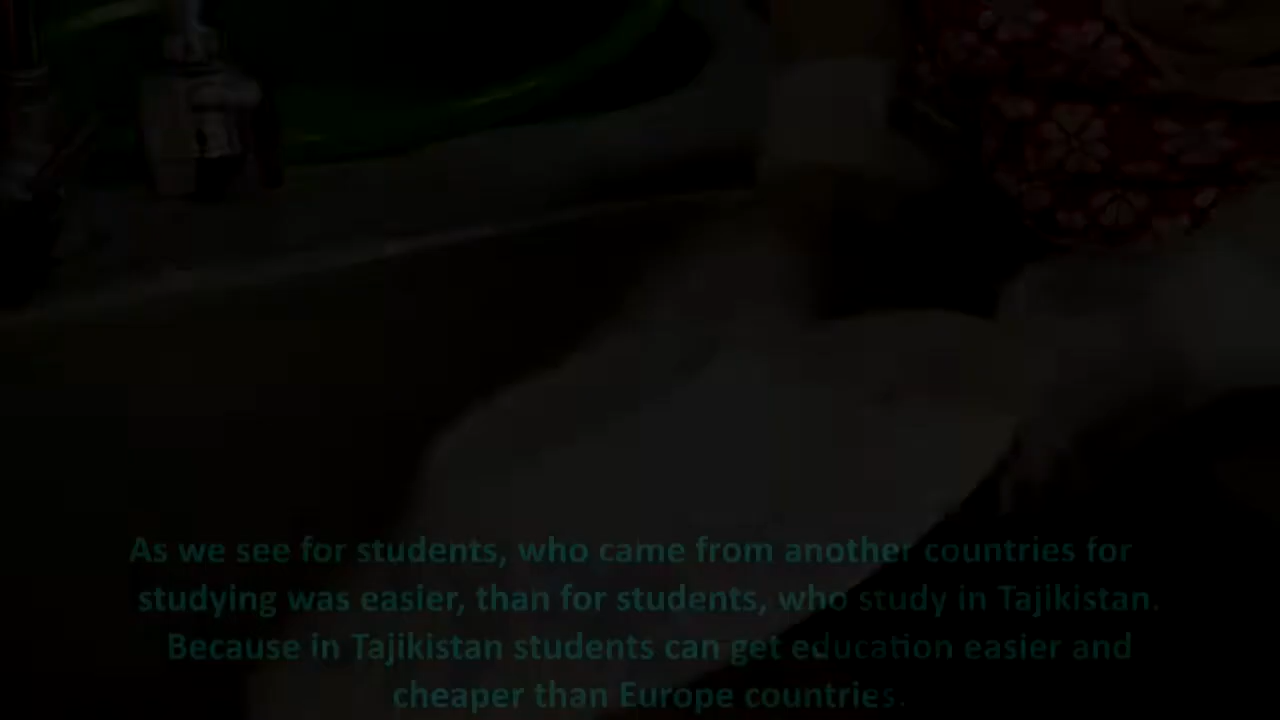 As we see for students, who came from another countries for
studying was easier, than for students, who study in Tajikistan.
Because in Tajikistan students can get education easier and
cheaper than Europe countries.